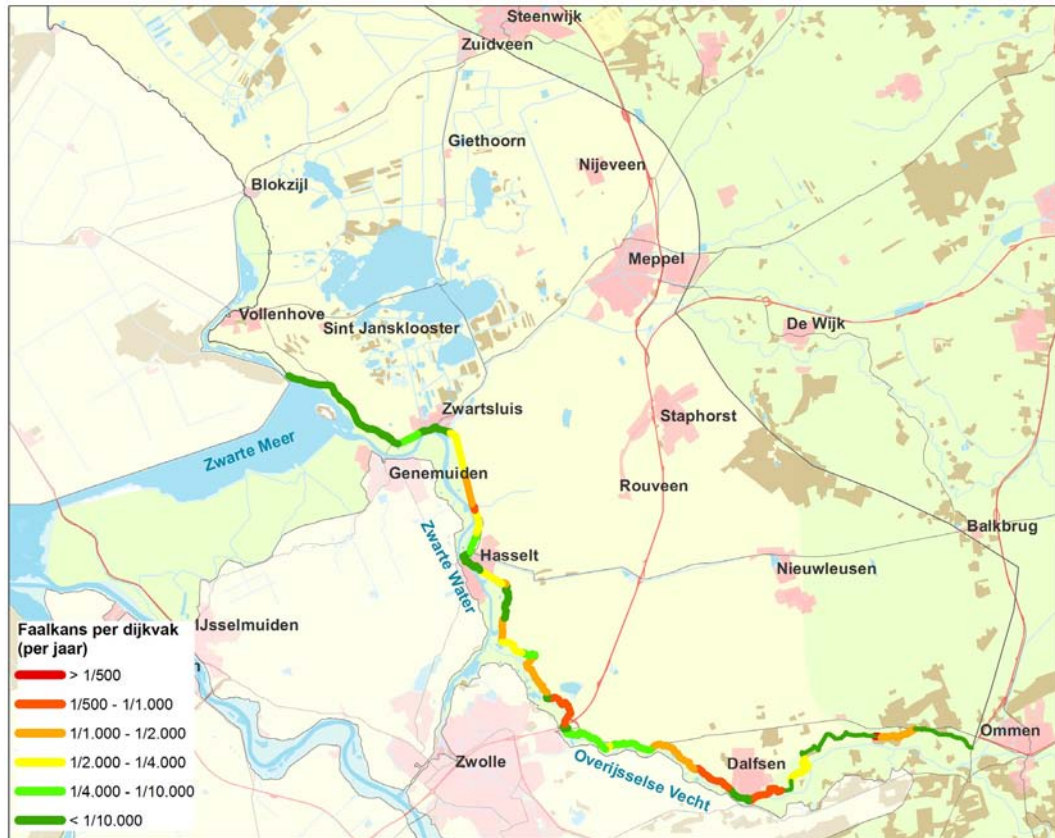 Steenwijk
Zuidveen
Giethoorn
Nijeveen
Blokzijl
Meppel
Vollenhove
Sint Jansklooster
De Wijk
Zwartsluis
Staphorst
Zwarte Meer
Genemuiden
Rouveen
Balkbrug
Zwarte Water
Hasselt
Nieuwleusen
IJsselmuiden
Ommen
Zwolle
Dalfsen
Overijsselse Vecht
Faalkans per dijkvak
(per jaar)
> 1/500
1/500 - 1/1.000
1/1.000 - 1/2.000
1/2.000 - 1/4.000
1/4.000 - 1/10.000
< 1/10.000